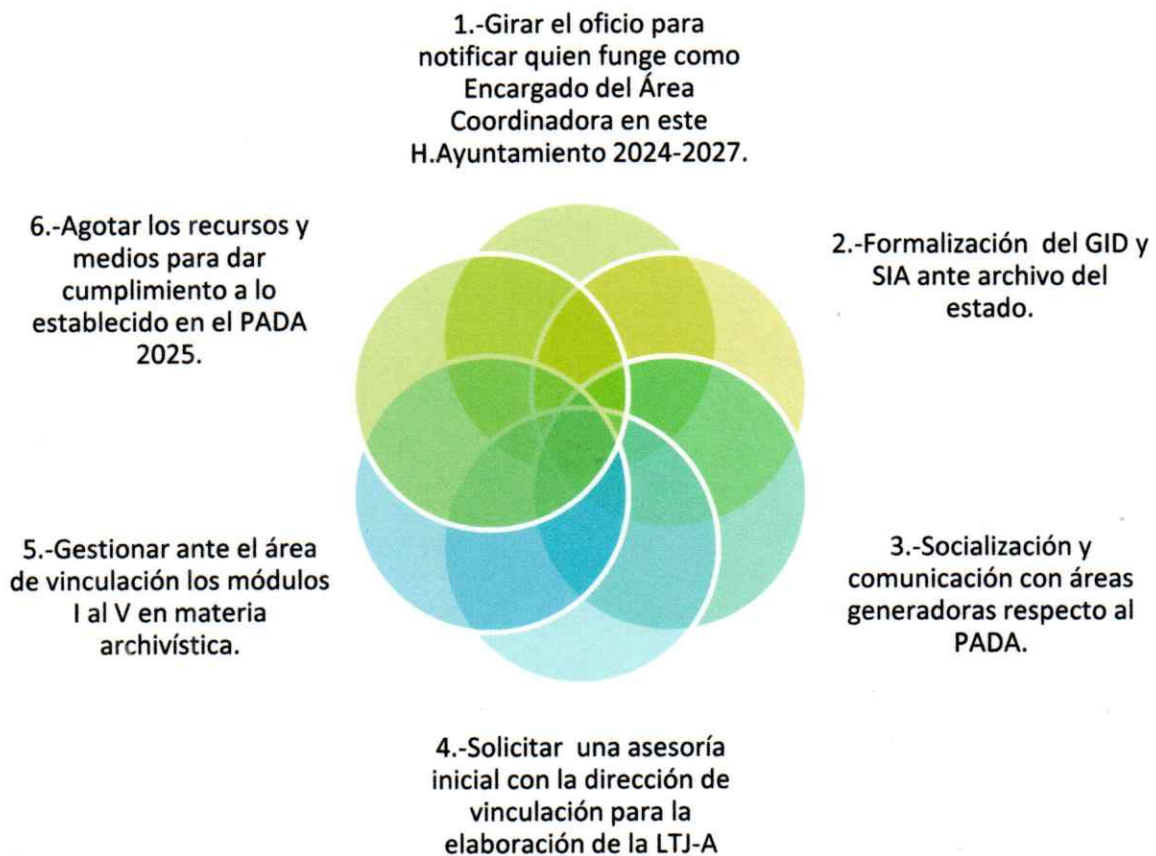 1.-Girar el oficio para
notificar quien funge como
Encargado del Área
Coordinadora en este
H.Ayuntamiento 2024-2027.
2.-Formalización del GID y
SIA ante archivo del
estado.
3.-Socialización y
comunicación con áreas
generadoras respecto al
PADA.
4.-Solicitar una asesoría
inicial con la dirección de
vinculación para la
elaboración de la LTJ-A
5.-Gestionar ante el área
de vinculación los módulos
I al V en materia
archivística.
6.-Agotar los recursos y
medios para dar
cumplimiento a lo
establecido en el PADA
2025.